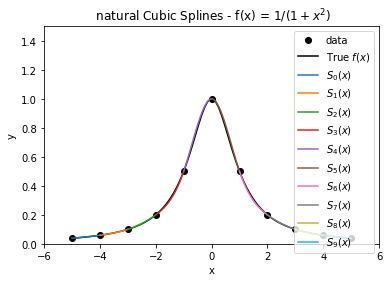 natural Cubic Splines - f(x) = 1/(1 + x²)
y
1.4
1.2
1.0
0.8
0.6
0.4
0.2
0.0
−6
−4
−2
0
2
4
6
x
data
True f(x)
S₀(x)
S₁(x)
S₂(x)
S₃(x)
S₄(x)
S₅(x)
S₆(x)
S₇(x)
S₈(x)
S₉(x)